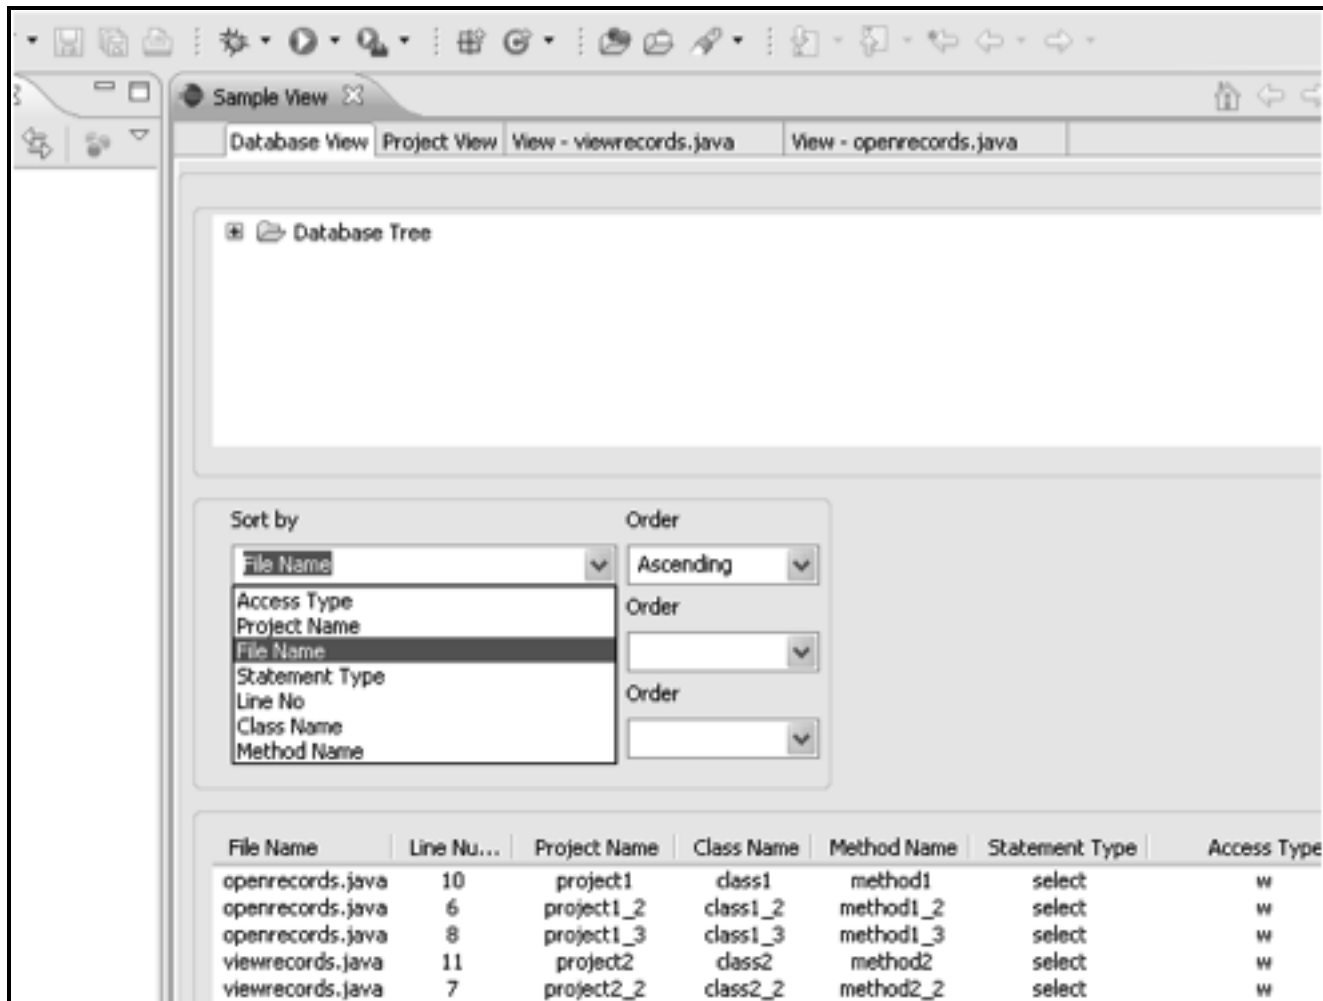 Sample View
Database View Project View View - viewrecords.java View - openrecords.java
Database Tree
Sort by Order
File Name Ascending
Access Type
Order
Project Name
File Name
Statement Type
Order
Line No
Class Name
Method Name
File Name Line Nu... Project Name Class Name Method Name Statement Type Access Type
openrecords.java 10 project1 class1 method1 select w
openrecords.java 6 project1_2 class1_2 method1_2 select w
openrecords.java 8 project1_3 class1_3 method1_3 select w
viewrecords.java 11 project2 class2 method2 select w
viewrecords.java 7 project2_2 class2_2 method2_2 select w